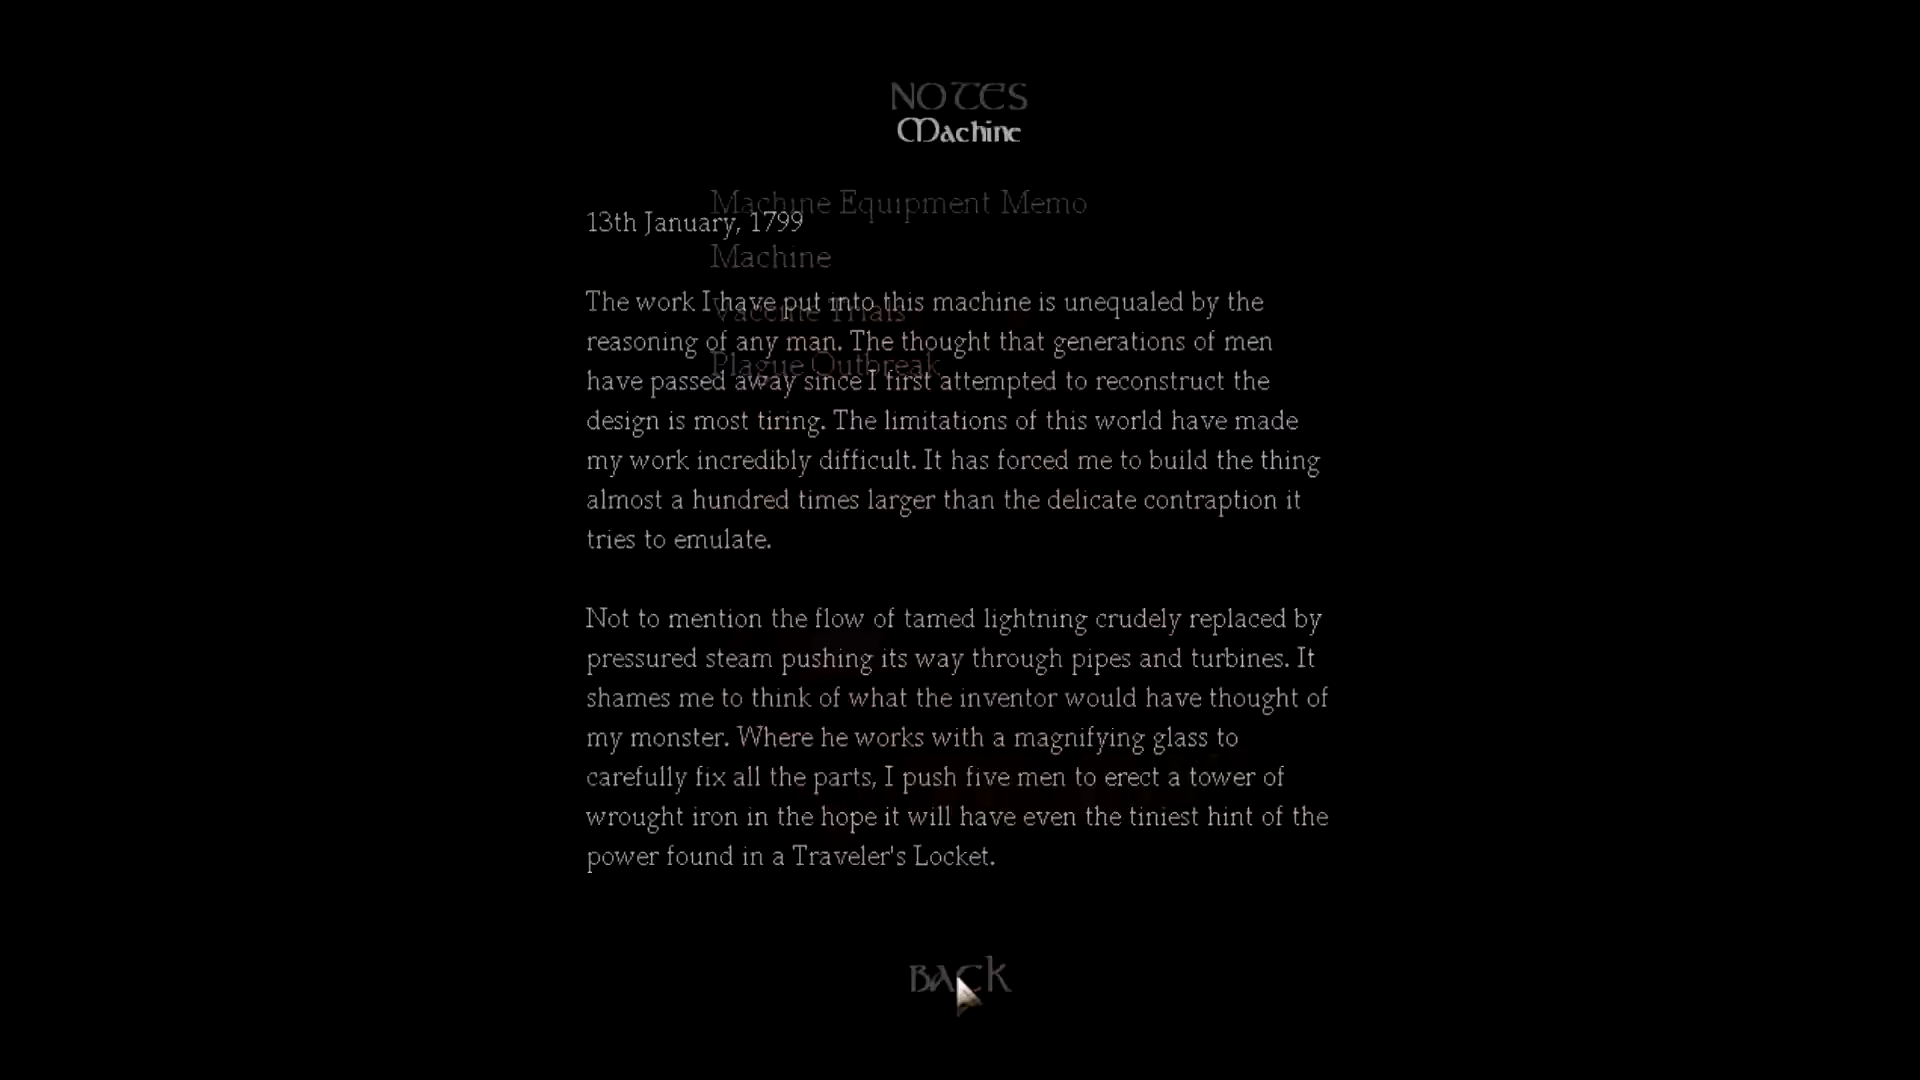 NOTES
Machine
Machine Equipment Memo
13th January, 1799
Machine
The work I have put into this machine is unequaled by the
Vaccine Trials
reasoning of any man. The thought that generations of men
Plague Outbreak
have passed away since I first attempted to reconstruct the
design is most tiring. The limitations of this world have made
my work incredibly difficult. It has forced me to build the thing
almost a hundred times larger than the delicate contraption it
tries to emulate.
Not to mention the flow of tamed lightning crudely replaced by
pressured steam pushing its way through pipes and turbines. It
shames me to think of what the inventor would have thought of
my monster. Where he works with a magnifying glass to
carefully fix all the parts, I push five men to erect a tower of
wrought iron in the hope it will have even the tiniest hint of the
power found in a Traveler's Locket.
BACK